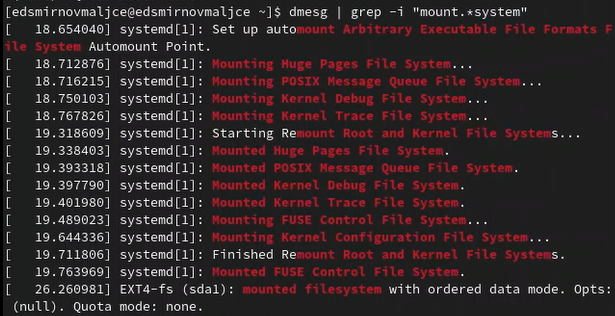 [edsmirnovmaljce@edsmirnovmaljce ~]$ dmesg | grep -i "mount.*system"
[   18.654040] systemd[1]: Set up automount Arbitrary Executable File Formats F
ile System Automount Point.
[   18.712876] systemd[1]: Mounting Huge Pages File System...
[   18.716215] systemd[1]: Mounting POSIX Message Queue File System...
[   18.750103] systemd[1]: Mounting Kernel Debug File System...
[   18.767826] systemd[1]: Mounting Kernel Trace File System...
[   19.318609] systemd[1]: Starting Remount Root and Kernel File Systems...
[   19.338403] systemd[1]: Mounted Huge Pages File System.
[   19.393318] systemd[1]: Mounted POSIX Message Queue File System.
[   19.397790] systemd[1]: Mounted Kernel Debug File System.
[   19.401980] systemd[1]: Mounted Kernel Trace File System.
[   19.489023] systemd[1]: Mounting FUSE Control File System...
[   19.644336] systemd[1]: Mounting Kernel Configuration File System...
[   19.711806] systemd[1]: Finished Remount Root and Kernel File Systems.
[   19.763969] systemd[1]: Mounted FUSE Control File System.
[   26.260981] EXT4-fs (sda1): mounted filesystem with ordered data mode. Opts:
 (null). Quota mode: none.